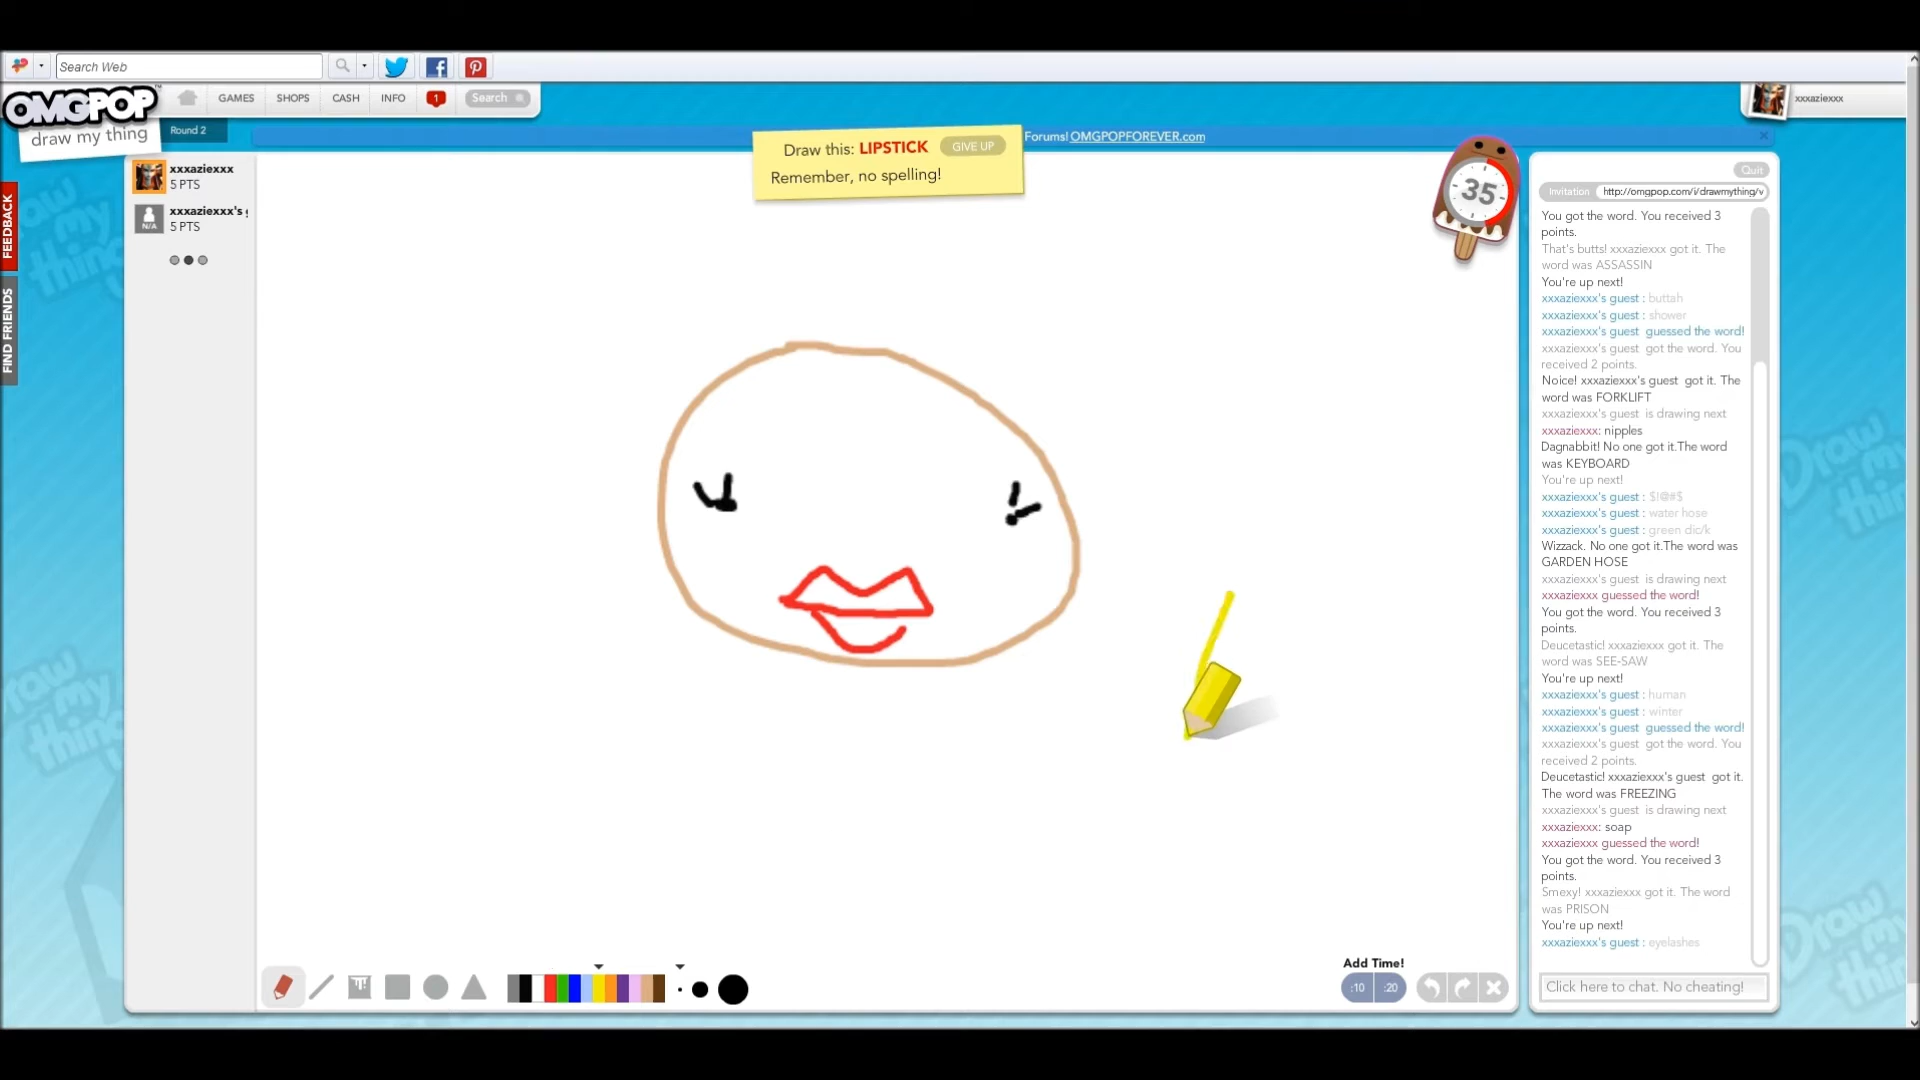 Search Web
OMGPOP
draw my thing
GAMES
SHOPS
CASH
INFO
1
Search
xxxaziexxx
Round 2
Forums! OMGPOPFOREVER.com
Draw this: LIPSTICK
GIVE UP
Remember, no spelling!
35
FEEDBACK
FIND FRIENDS
xxxaziexxx
5 PTS
N/A
xxxaziexxx's
5 PTS
Quit
Invitation
http://omgpop.com/i/drawmything/v
You got the word. You received 3
points.
That's butts! xxxaziexxx got it. The
word was ASSASSIN
You're up next!
xxxaziexxx's guest : buttah
xxxaziexxx's guest : shower
xxxaziexxx's guest guessed the word!
xxxaziexxx's guest got the word. You
received 2 points.
Noice! xxxaziexxx's guest got it. The
word was FORKLIFT
xxxaziexxx's guest is drawing next
xxxaziexxx: nipples
Dagnabbit! No one got it.The word
was KEYBOARD
You're up next!
xxxaziexxx's guest : $!@#$
xxxaziexxx's guest : water hose
xxxaziexxx's guest : green dic/k
Wizzack. No one got it.The word was
GARDEN HOSE
xxxaziexxx's guest is drawing next
xxxaziexxx guessed the word!
You got the word. You received 3
points.
Deucetastic! xxxaziexxx got it. The
word was SEE-SAW
You're up next!
xxxaziexxx's guest : human
xxxaziexxx's guest : winter
xxxaziexxx's guest guessed the word!
xxxaziexxx's guest got the word. You
received 2 points.
Deucetastic! xxxaziexxx's guest got it.
The word was FREEZING
xxxaziexxx's guest is drawing next
xxxaziexxx: soap
xxxaziexxx guessed the word!
You got the word. You received 3
points.
Smexy! xxxaziexxx got it. The word
was PRISON
You're up next!
xxxaziexxx's guest : eyelashes
Click here to chat. No cheating!
Add Time!
:10
:20